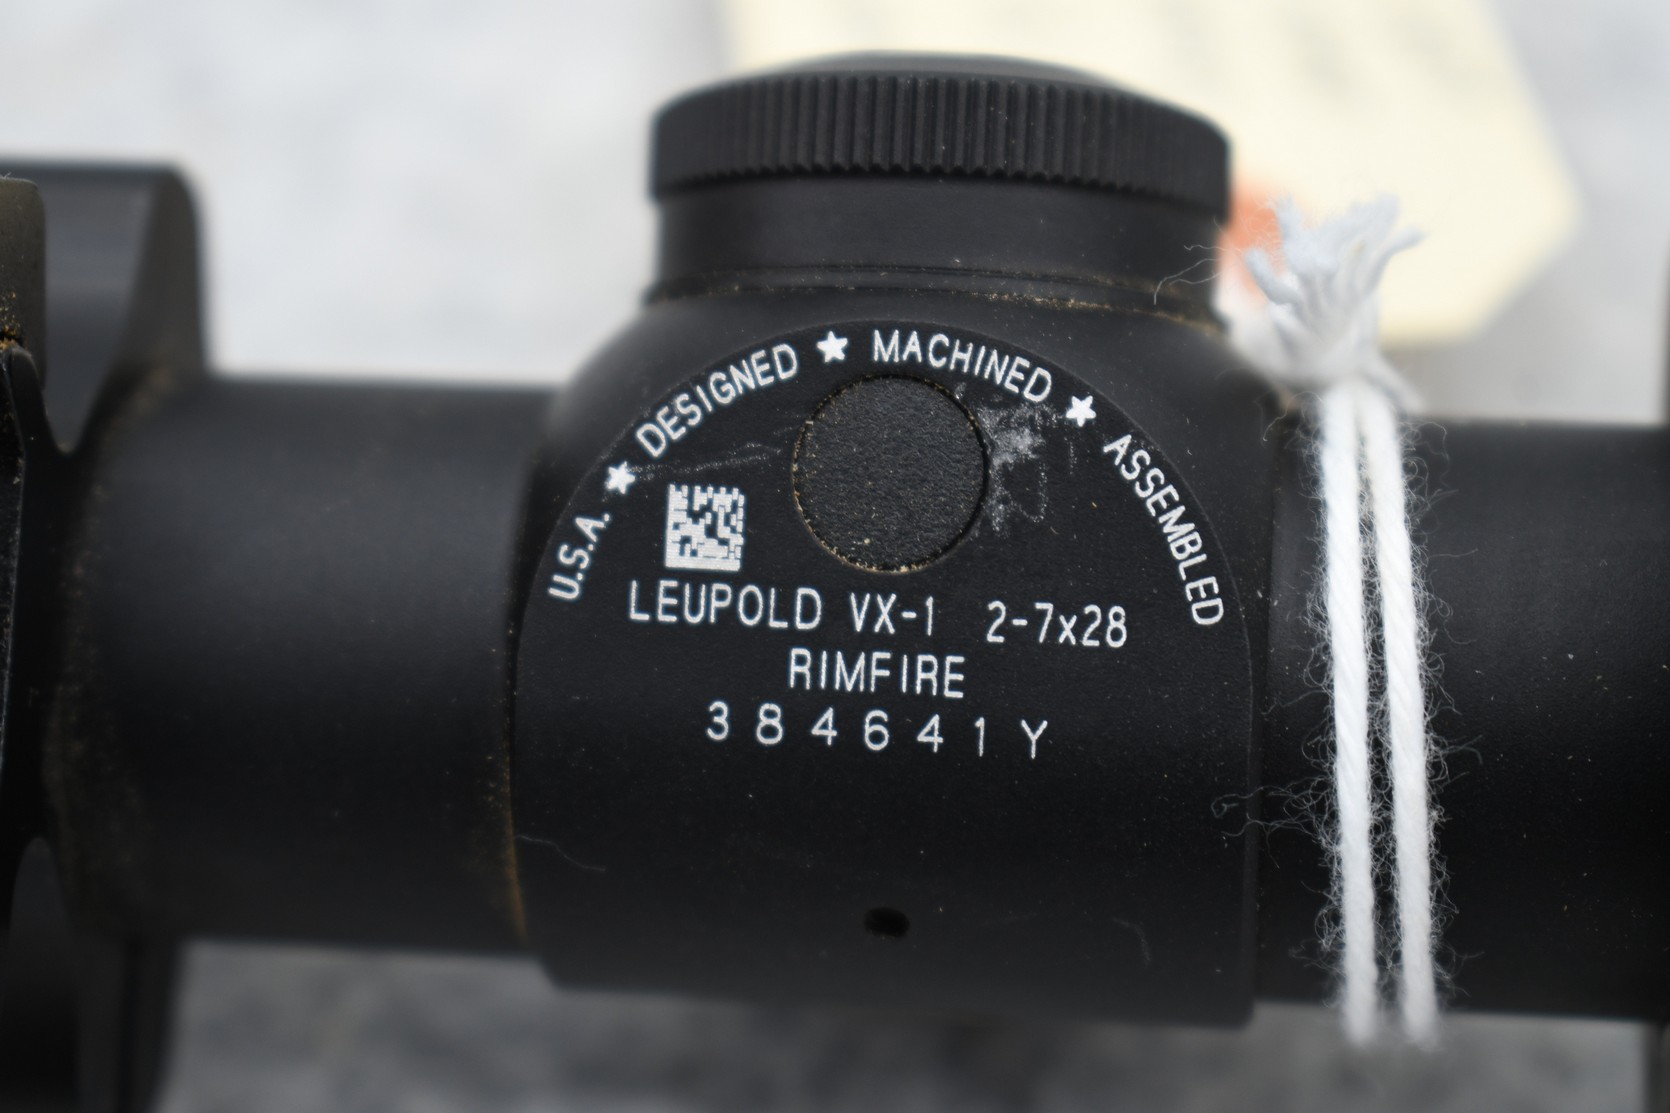 U.S.A. ★ DESIGNED ★ MACHINED ★ ASSEMBLED
LEUPOLD VX-1 2-7x28
RIMFIRE
384641Y